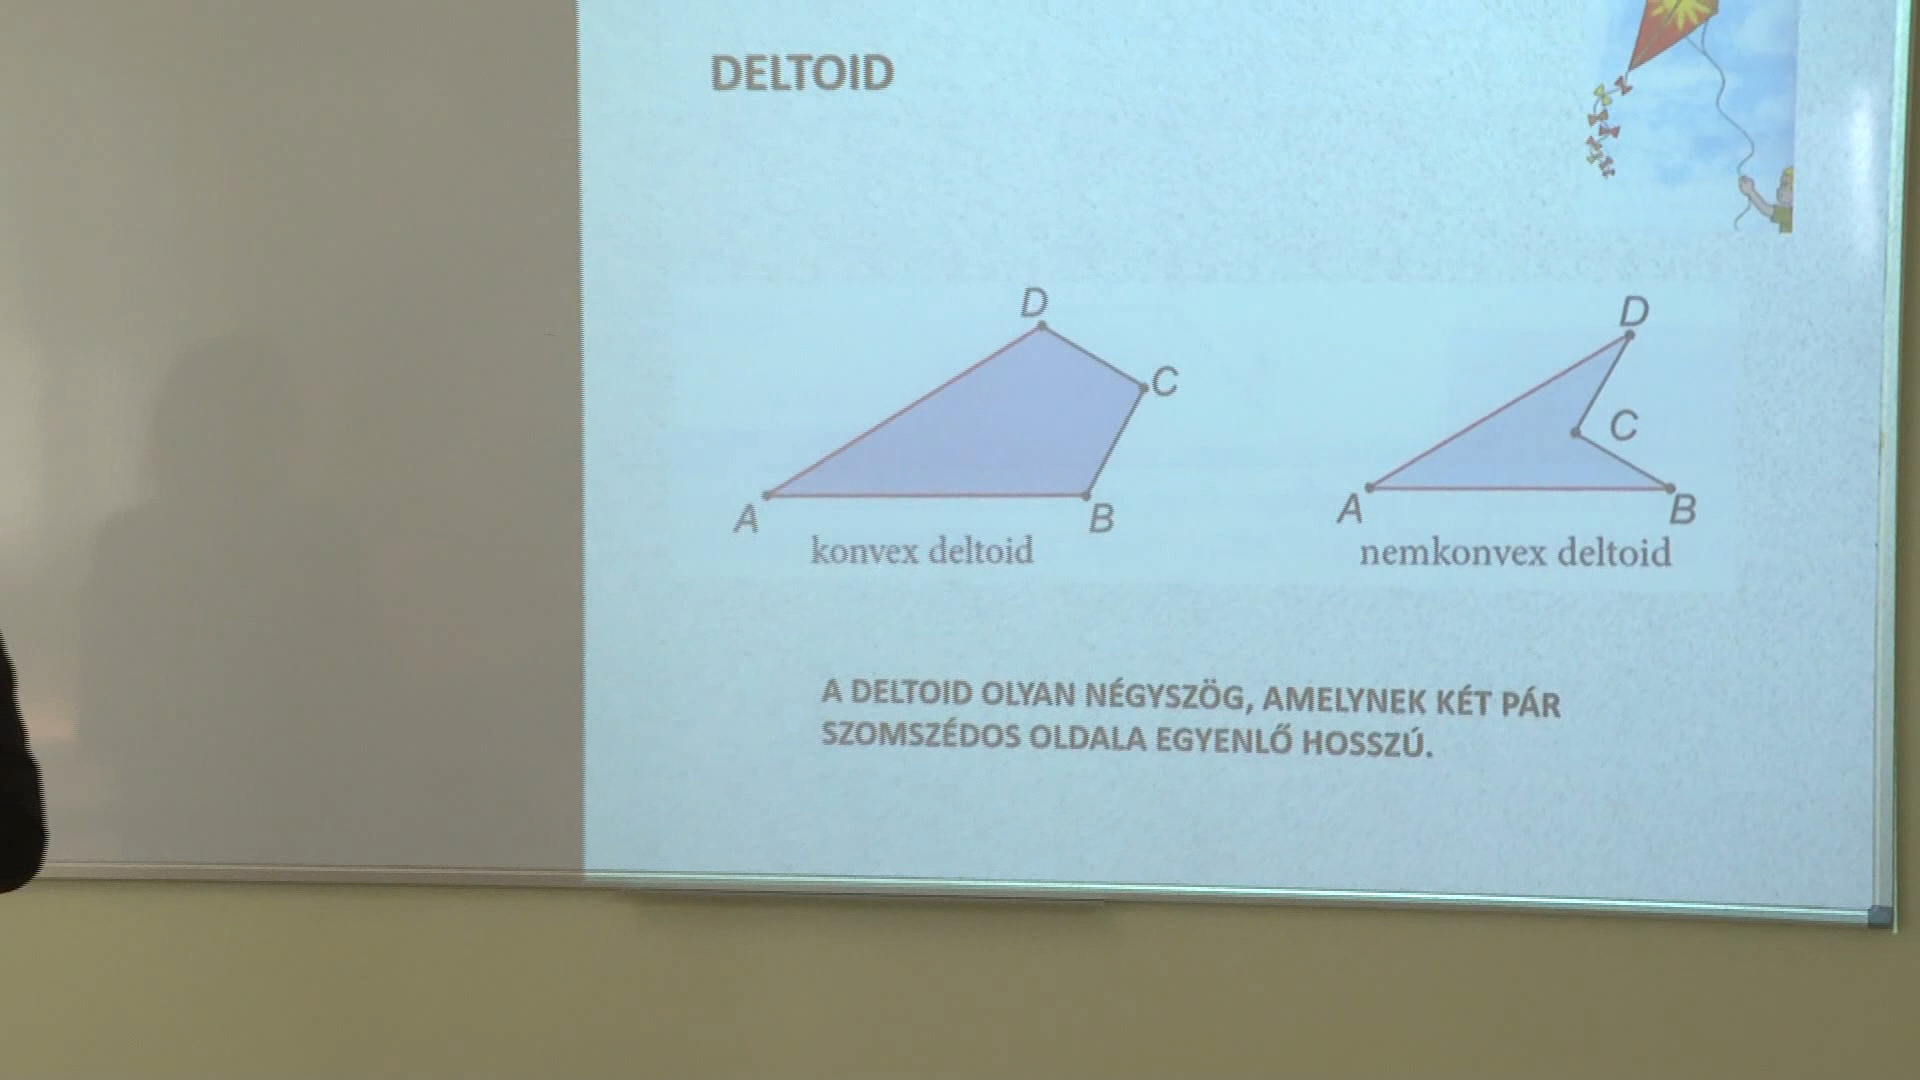 DELTOID
D
C
A
B
konvex deltoid
D
C
A
B
nemkonvex deltoid
A DELTOID OLYAN NÉGYSZÖG, AMELYNEK KÉT PÁR
SZOMSZÉDOS OLDALA EGYENLŐ HOSSZÚ.